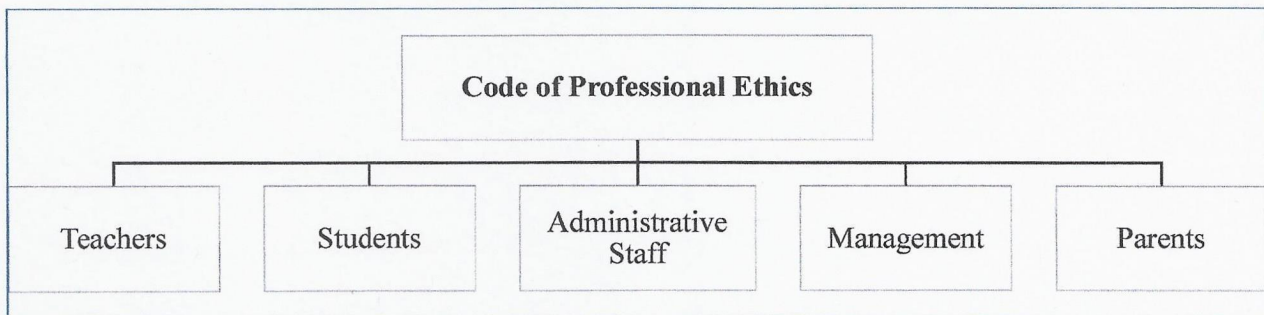 Code of Professional Ethics
Teachers
Students
Administrative
Staff
Management
Parents